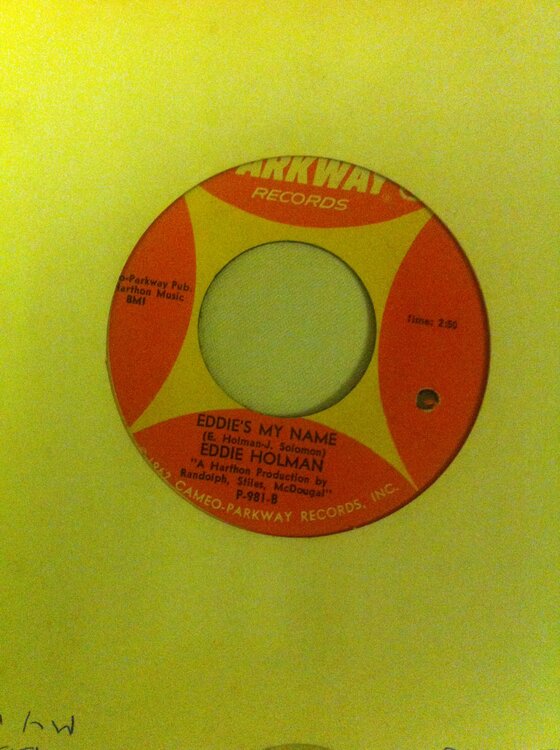 ARKWAY
RECORDS
o-Parkway Pub.
arthon Music
BMI
Time: 2:50
EDDIE'S MY NAME
(E. Holman-J. Solomon)
EDDIE HOLMAN
"A Harthon Production by
Randolph, Stiles, McDougal"
P-981-B
CAMEO-PARKWAY RECORDS, INC.